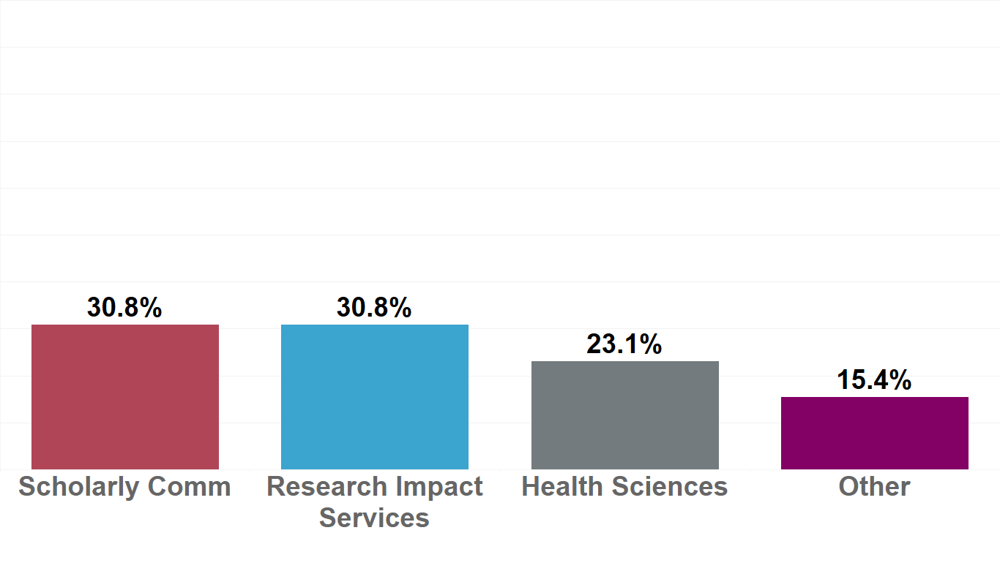 30.8%
30.8%
23.1%
15.4%
Scholarly Comm
Research Impact
Services
Health Sciences
Other